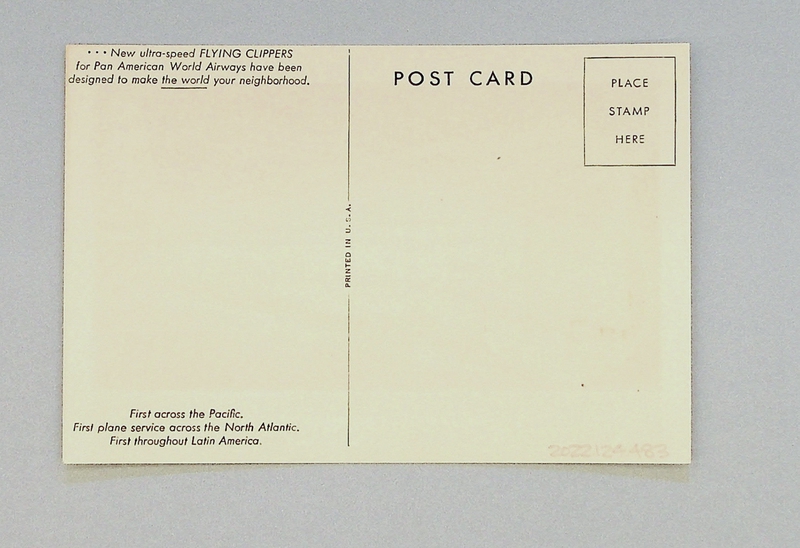 • • • New ultra-speed FLYING CLIPPERS
for Pan American World Airways have been
designed to make the world your neighborhood.
First across the Pacific.
First plane service across the North Atlantic.
First throughout Latin America.
PRINTED IN U.S.A.
POST CARD
PLACE
STAMP
HERE
2022124483